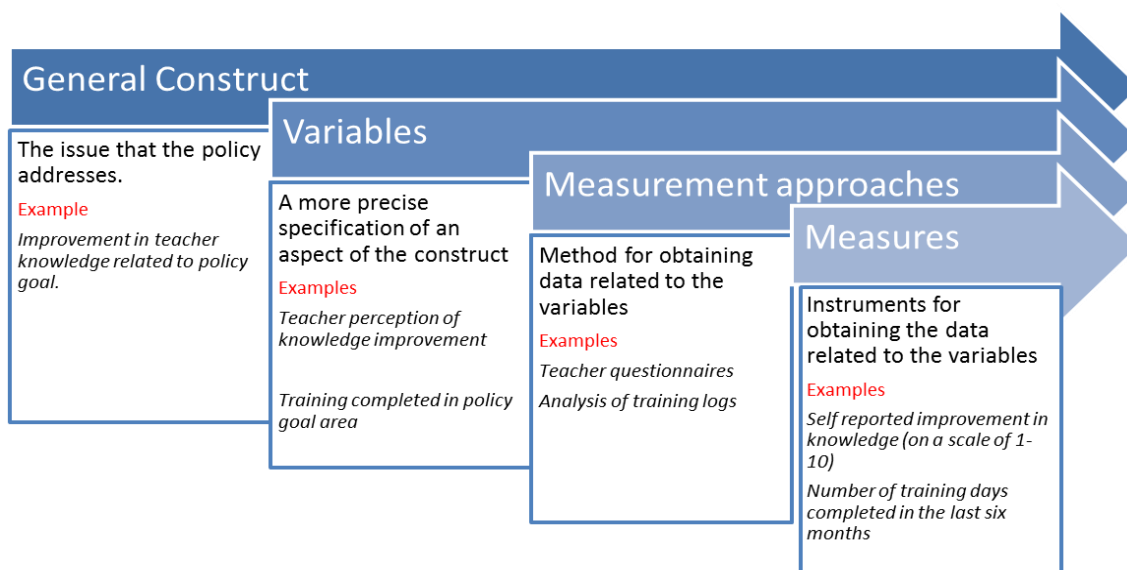 General Construct
The issue that the policy
addresses.
Example
Improvement in teacher
knowledge related to policy
goal.
Variables
A more precise
specification of an
aspect of the construct
Examples
Teacher perception of
knowledge improvement
Training completed in policy
goal area
Measurement approaches
Method for obtaining
data related to the
variables
Examples
Teacher questionnaires
Analysis of training logs
Measures
Instruments for
obtaining the data
related to the variables
Examples
Self reported improvement in
knowledge (on a scale of 1-
10)
Number of training days
completed in the last six
months